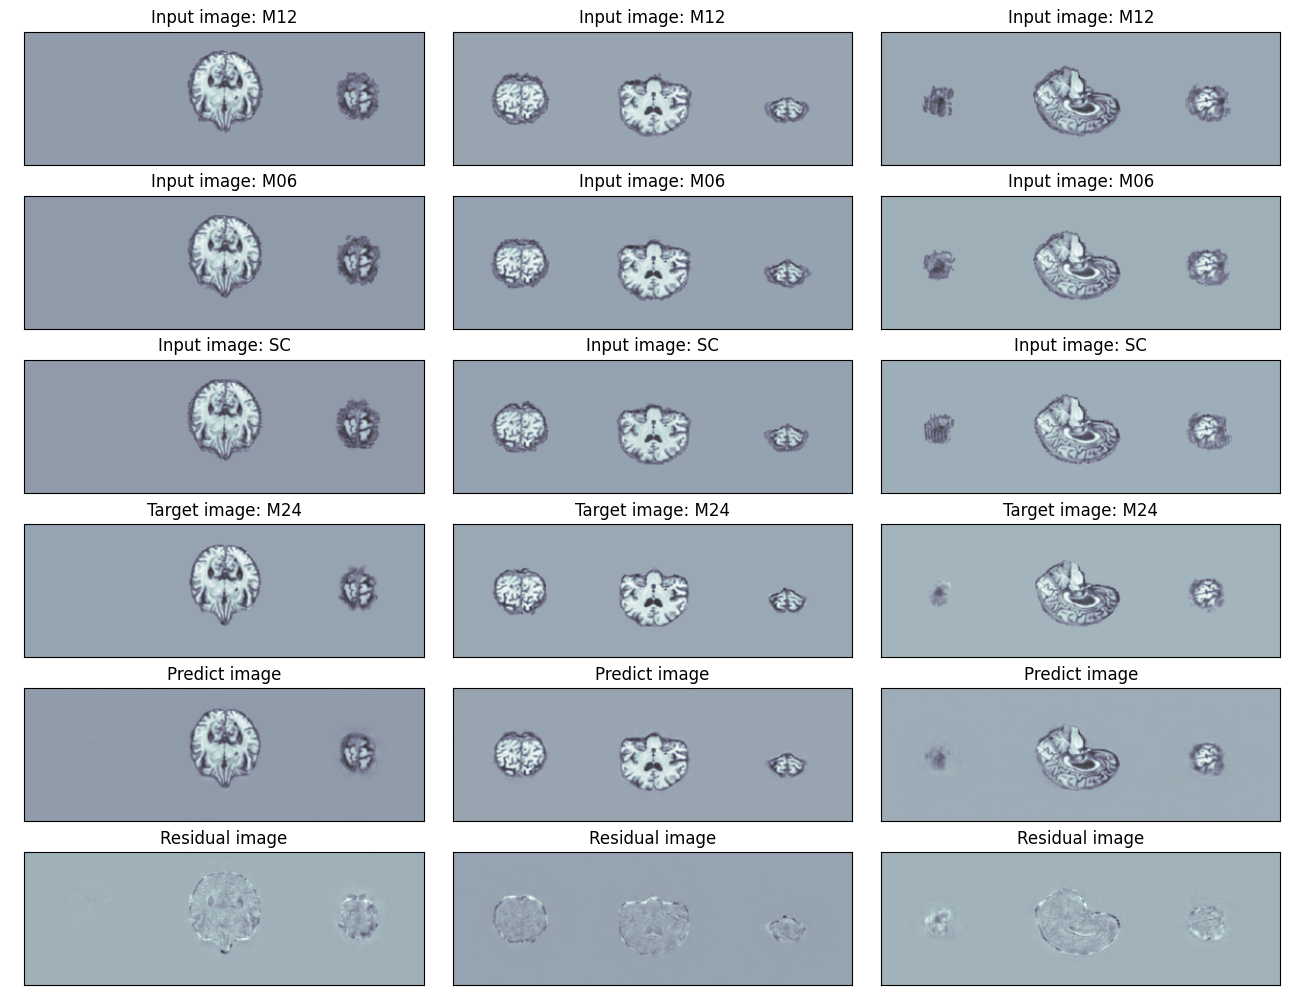 Input image: M12 Input image: M12 Input image: M12
Input image: M06 Input image: M06 Input image: M06
Input image: SC Input image: SC Input image: SC
Target image: M24 Target image: M24 Target image: M24
Predict image Predict image Predict image
Residual image Residual image Residual image